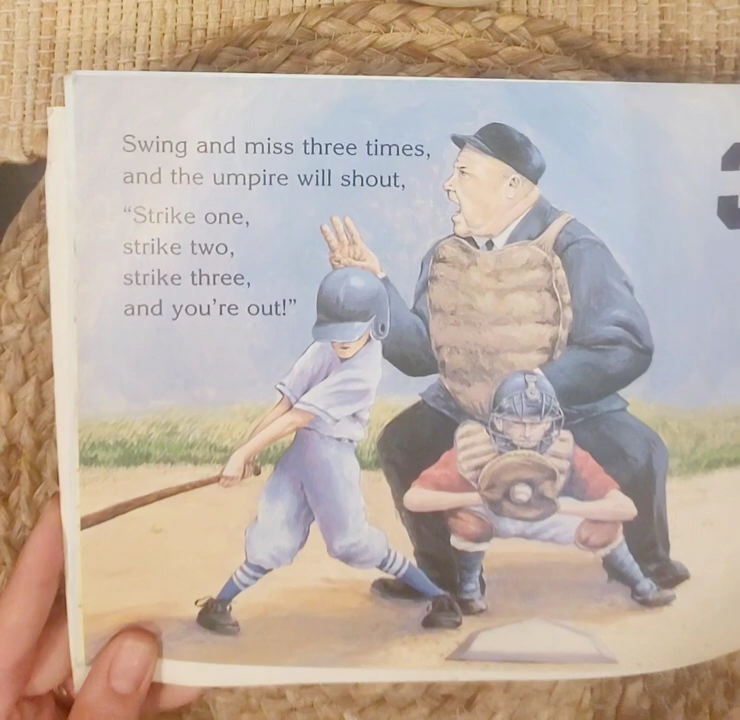 Swing and miss three times,
and the umpire will shout,
“Strike one,
strike two,
strike three,
and you’re out!”